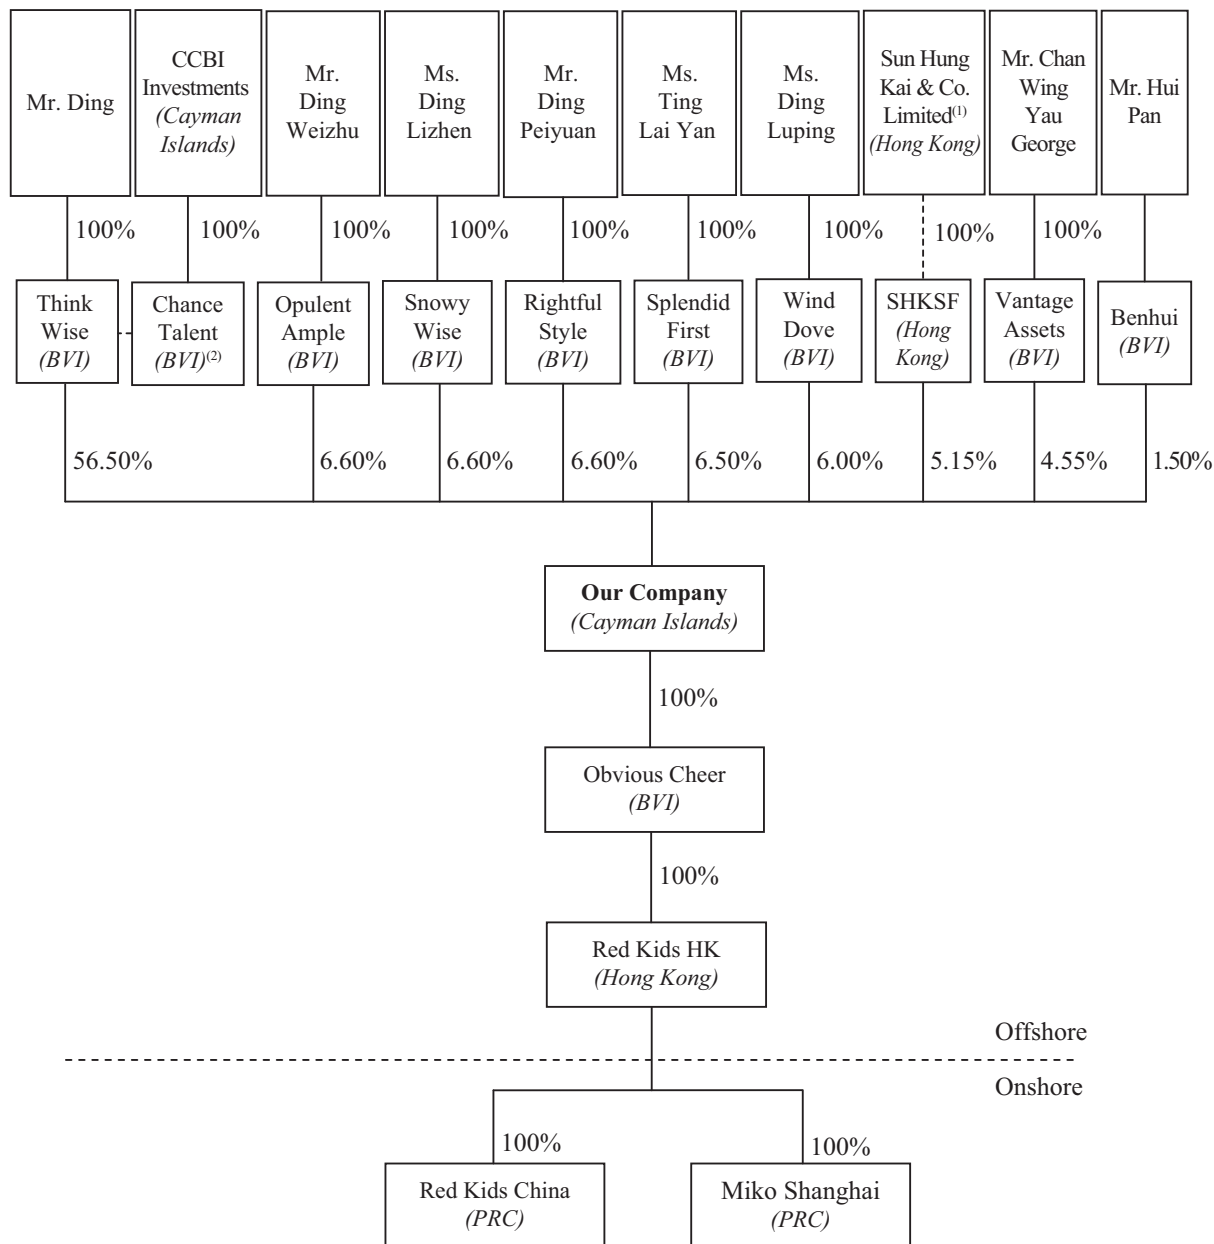 Mr. Ding
CCBI
Investments
(Cayman
Islands)
Mr.
Ding
Weizhu
Ms.
Ding
Lizhen
Mr.
Ding
Peiyuan
Ms.
Ting
Lai Yan
Ms.
Ding
Luping
Sun Hung
Kai & Co.
Limited(1)
(Hong Kong)
Mr. Chan
Wing
Yau
George
Mr. Hui
Pan
100%
100%
100%
100%
100%
100%
100%
100%
100%
Think
Wise
(BVI)
Chance
Talent
(BVI)(2)
Opulent
Ample
(BVI)
Snowy
Wise
(BVI)
Rightful
Style
(BVI)
Splendid
First
(BVI)
Wind
Dove
(BVI)
SHKSF
(Hong
Kong)
Vantage
Assets
(BVI)
Benhui
(BVI)
56.50%
6.60%
6.60%
6.60%
6.50%
6.00%
5.15%
4.55%
1.50%
Our Company
(Cayman Islands)
100%
Obvious Cheer
(BVI)
100%
Red Kids HK
(Hong Kong)
Offshore
Onshore
100%
100%
Red Kids China
(PRC)
Miko Shanghai
(PRC)